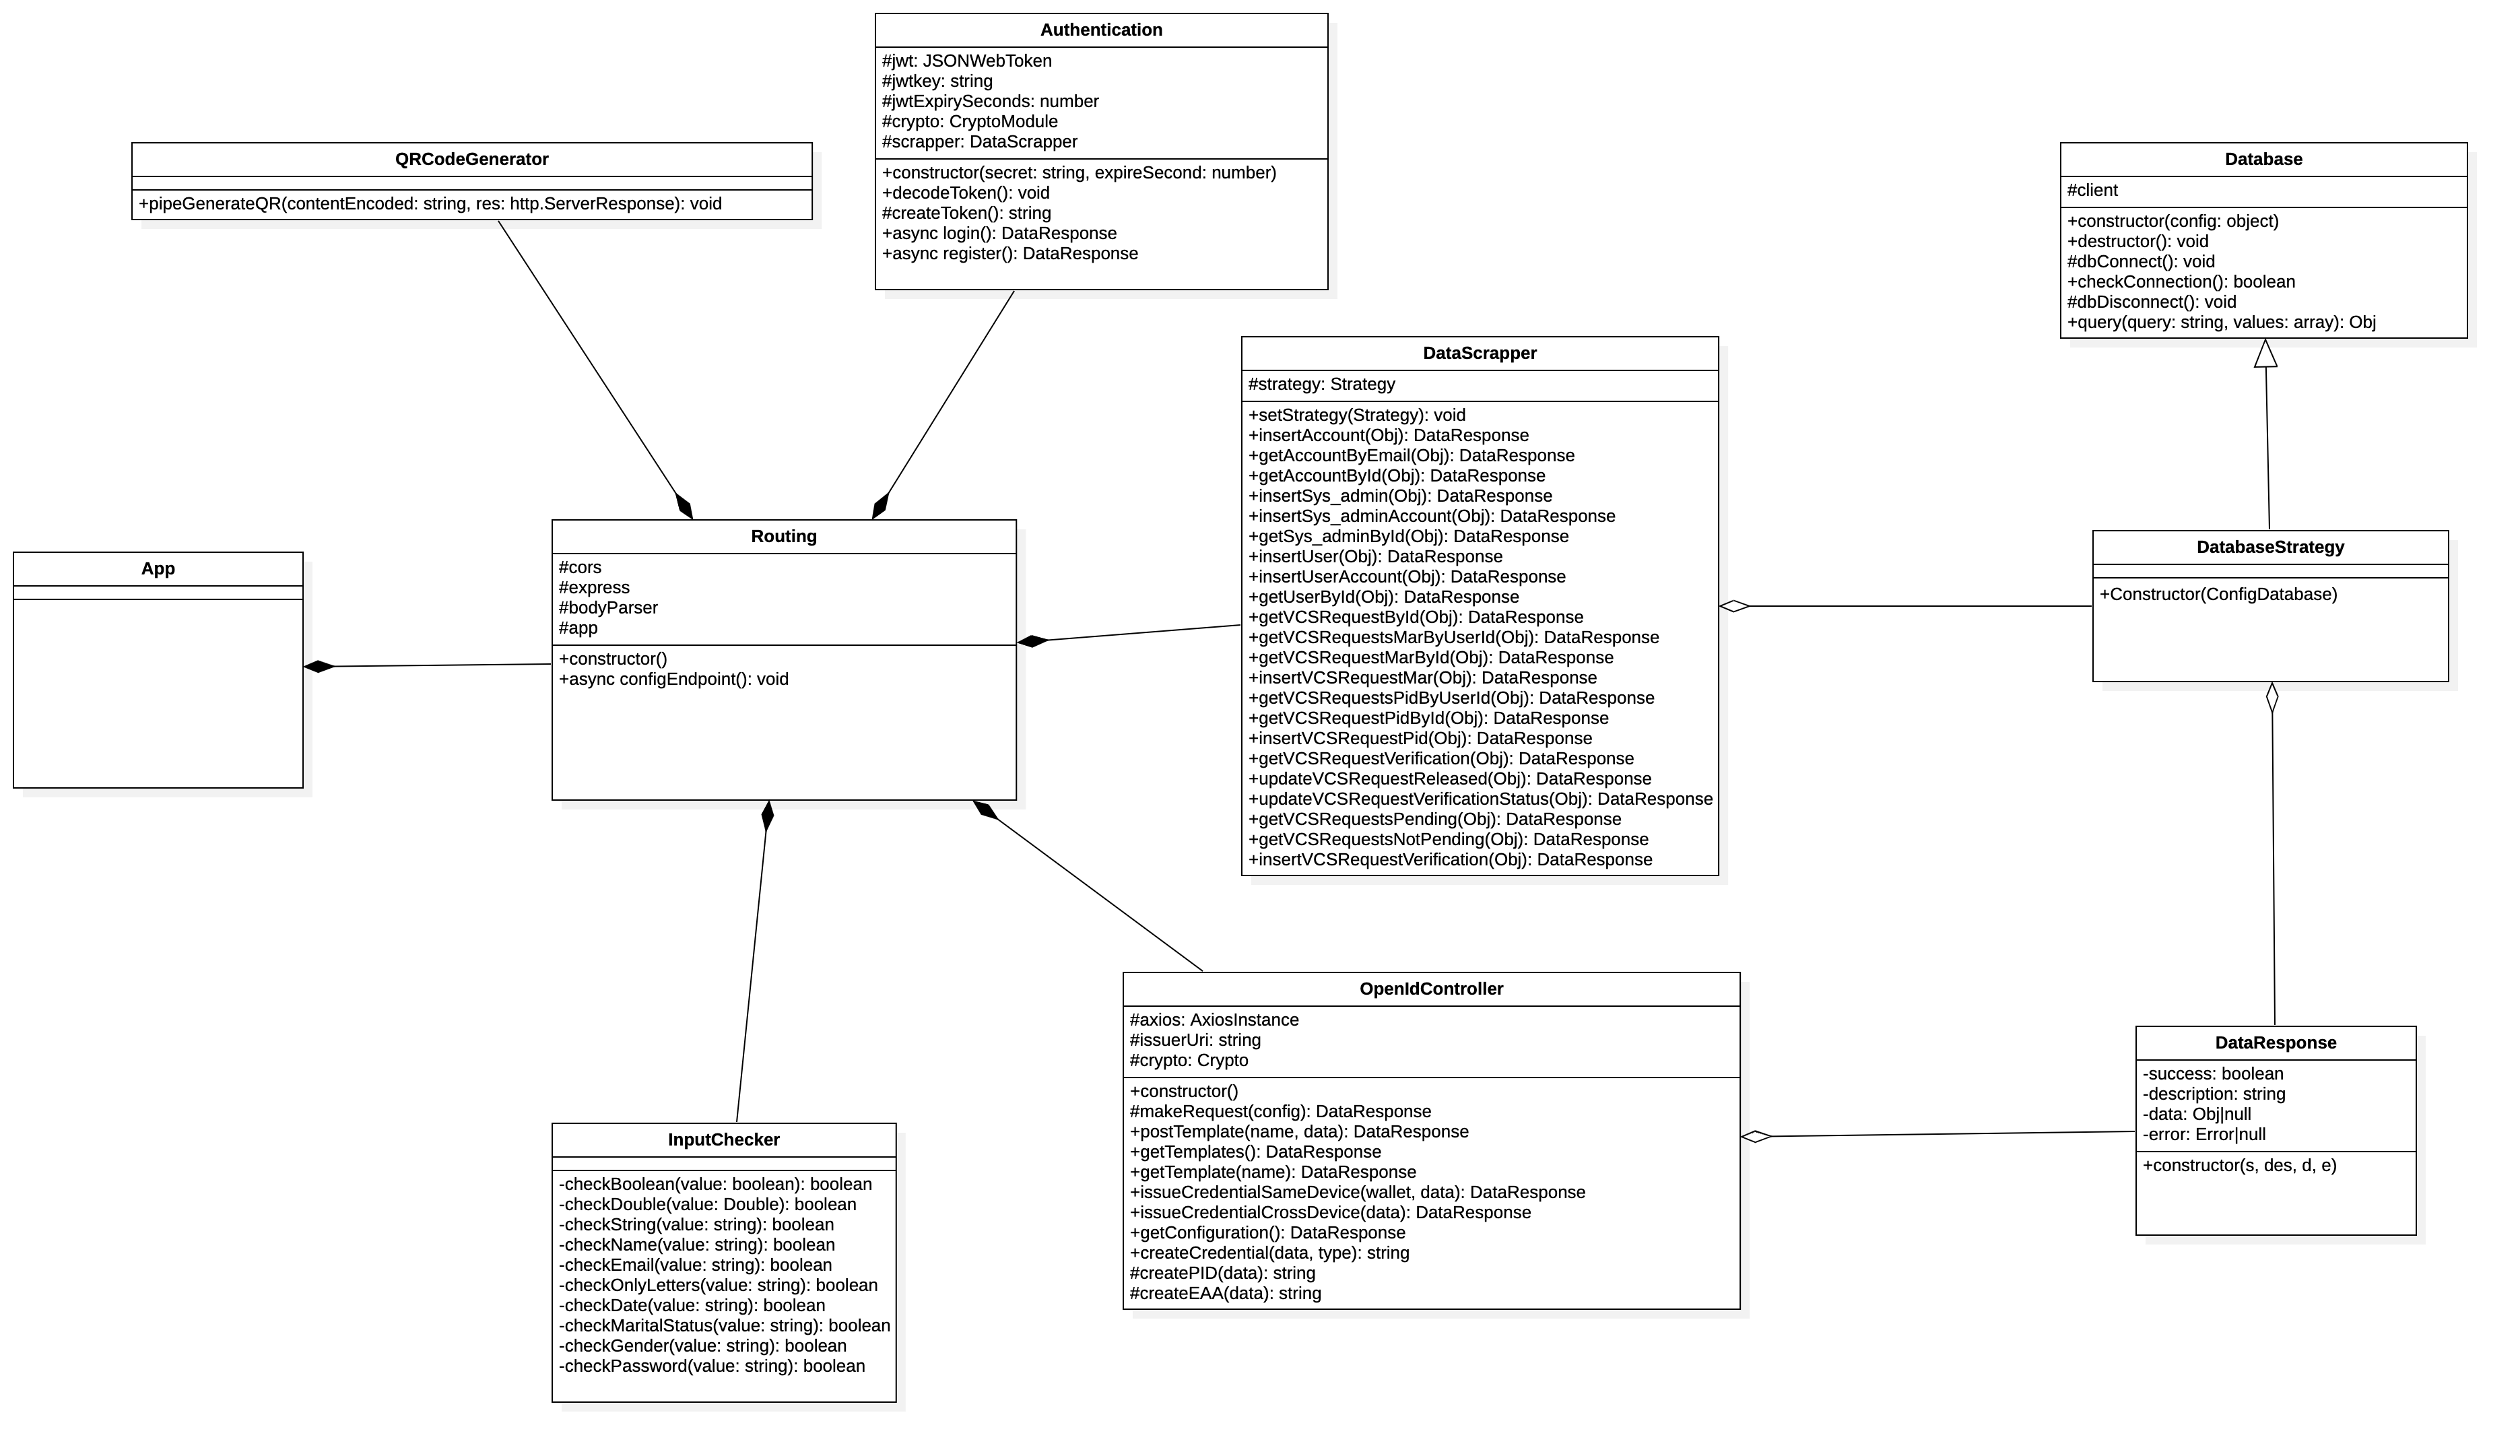 Authentication
#jwt: JSONWebToken
#jwtkey: string
#jwtExpirySeconds: number
#crypto: CryptoModule
#scrapper: DataScrapper
+constructor(secret: string, expireSecond: number)
+decodeToken(): void
#createToken(): string
+async login(): DataResponse
+async register(): DataResponse
QRCodeGenerator
+pipeGenerateQR(contentEncoded: string, res: http.ServerResponse): void
Database
#client
+constructor(config: object)
+destructor(): void
#dbConnect(): void
+checkConnection(): boolean
#dbDisconnect(): void
+query(query: string, values: array): Obj
DataScrapper
#strategy: Strategy
+setStrategy(Strategy): void
+insertAccount(Obj): DataResponse
+getAccountByEmail(Obj): DataResponse
+getAccountById(Obj): DataResponse
+insertSys_admin(Obj): DataResponse
+insertSys_adminAccount(Obj): DataResponse
+getSys_adminById(Obj): DataResponse
+insertUser(Obj): DataResponse
+insertUserAccount(Obj): DataResponse
+getUserById(Obj): DataResponse
+getVCSRequestById(Obj): DataResponse
+getVCSRequestsMarByUserId(Obj): DataResponse
+getVCSRequestMarById(Obj): DataResponse
+insertVCSRequestMar(Obj): DataResponse
+getVCSRequestsPidByUserId(Obj): DataResponse
+getVCSRequestPidById(Obj): DataResponse
+insertVCSRequestPid(Obj): DataResponse
+getVCSRequestVerification(Obj): DataResponse
+updateVCSRequestReleased(Obj): DataResponse
+updateVCSRequestVerificationStatus(Obj): DataResponse
+getVCSRequestsPending(Obj): DataResponse
+getVCSRequestsNotPending(Obj): DataResponse
+insertVCSRequestVerification(Obj): DataResponse
Routing
#cors
#express
#bodyParser
#app
+constructor()
+async configEndpoint(): void
App
DatabaseStrategy
+Constructor(ConfigDatabase)
OpenIdController
#axios: AxiosInstance
#issuerUri: string
#crypto: Crypto
+constructor()
#makeRequest(config): DataResponse
+postTemplate(name, data): DataResponse
+getTemplates(): DataResponse
+getTemplate(name): DataResponse
+issueCredentialSameDevice(wallet, data): DataResponse
+issueCredentialCrossDevice(data): DataResponse
+getConfiguration(): DataResponse
+createCredential(data, type): string
#createPID(data): string
#createEAA(data): string
DataResponse
-success: boolean
-description: string
-data: Obj|null
-error: Error|null
+constructor(s, des, d, e)
InputChecker
-checkBoolean(value: boolean): boolean
-checkDouble(value: Double): boolean
-checkString(value: string): boolean
-checkName(value: string): boolean
-checkEmail(value: string): boolean
-checkOnlyLetters(value: string): boolean
-checkDate(value: string): boolean
-checkMaritalStatus(value: string): boolean
-checkGender(value: string): boolean
-checkPassword(value: string): boolean